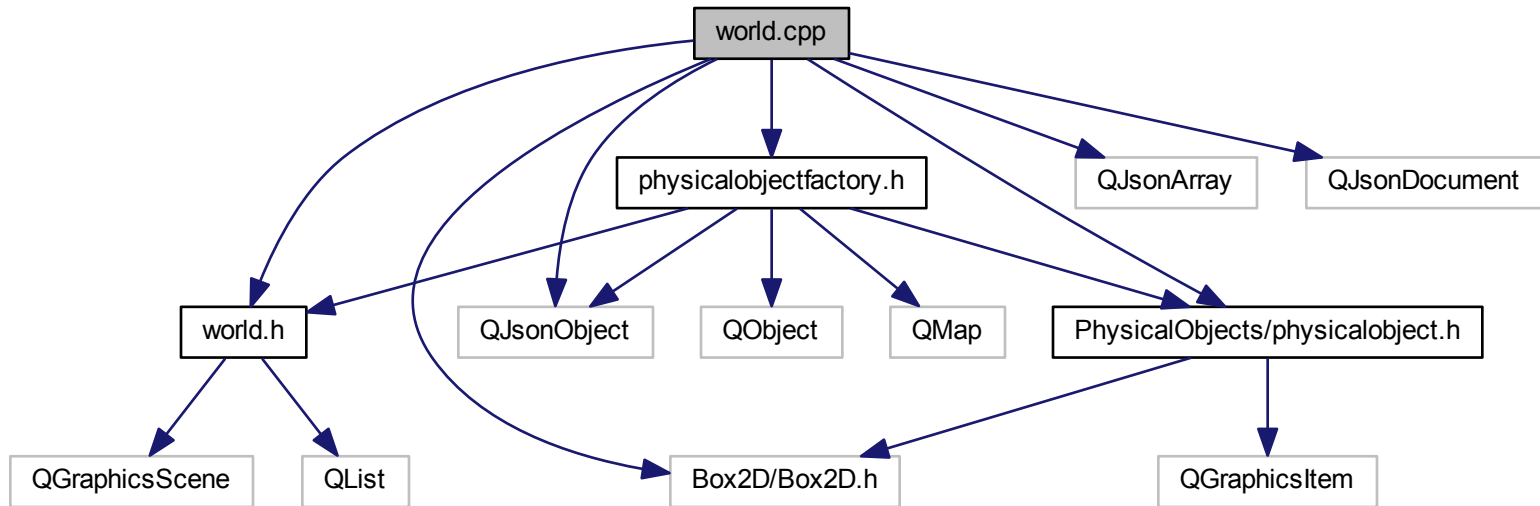 world.cpp
physicalobjectfactory.h
QJsonArray
QJsonDocument
world.h
QJsonObject
QObject
QMap
PhysicalObjects/physicalobject.h
QGraphicsScene
QList
Box2D/Box2D.h
QGraphicsItem